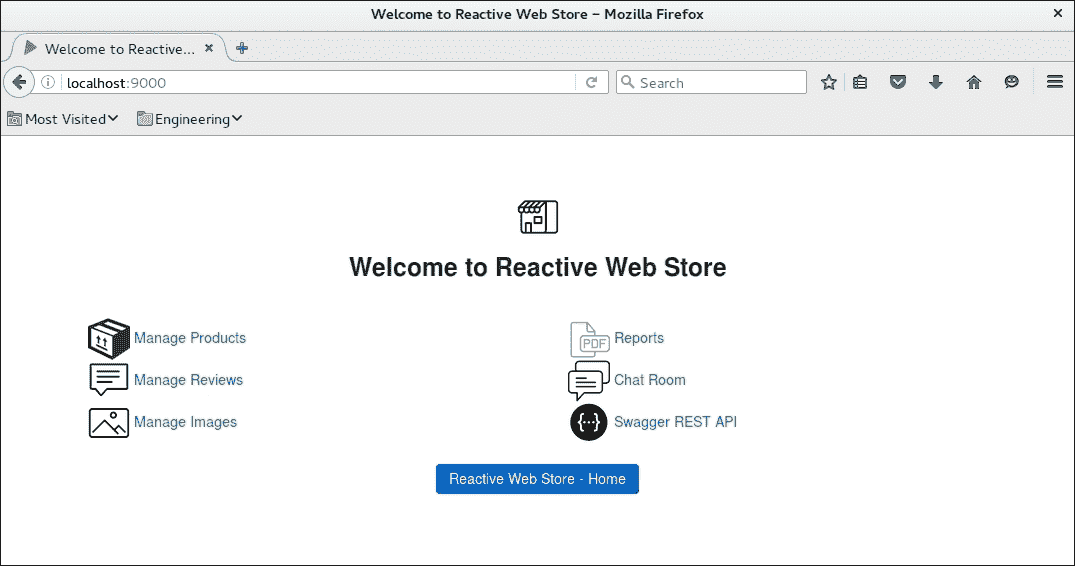 Welcome to Reactive Web Store – Mozilla Firefox
Welcome to Reactive...
localhost:9000
Search
Most Visited
Engineering
Welcome to Reactive Web Store
Manage Products
Manage Reviews
Manage Images
PDF
Reports
Chat Room
{...} Swagger REST API
Reactive Web Store - Home